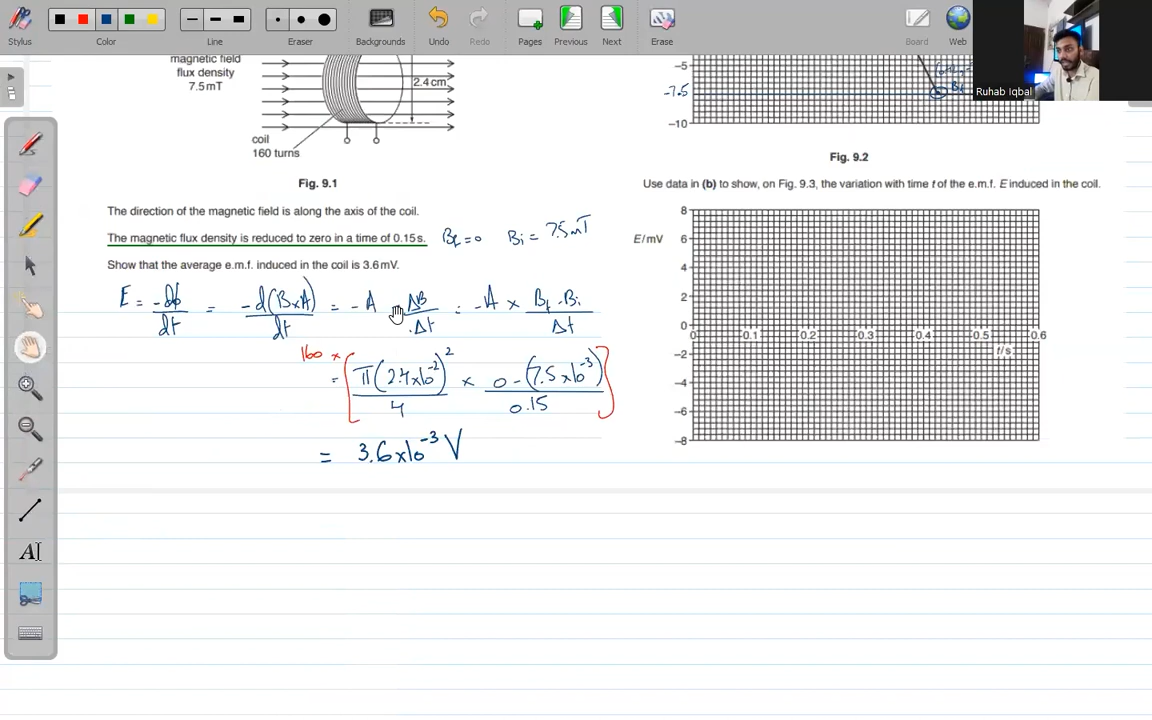 Stylus Color Line Eraser Backgrounds Undo Redo Pages Previous Next Erase Board Web
Ruhab Iqbal
magnetic field
flux density
7.5 mT
2.4 cm
coil
160 turns
Fig. 9.1
The direction of the magnetic field is along the axis of the coil.
The magnetic flux density is reduced to zero in a time of 0.15 s. Bf = 0 Bi = 7.5mT
Show that the average e.m.f. induced in the coil is 3.6 mV.
E = -dϕ/dt = -d(B×A)/dt = -A ΔB/Δt = -A × Bf - Bi/Δt
160 ×
= [π(2.4×10⁻²)²/4 × 0 - (7.5×10⁻³)/0.15]
= 3.6×10⁻³ V
-5
-7.5
-10
Fig. 9.2
Use data in (b) to show, on Fig. 9.3, the variation with time t of the e.m.f. E induced in the coil.
8
E / mV 6
4
2
0
0 0.1 0.2 0.3 0.4 0.5 0.6
t/s
-2
-4
-6
-8
A